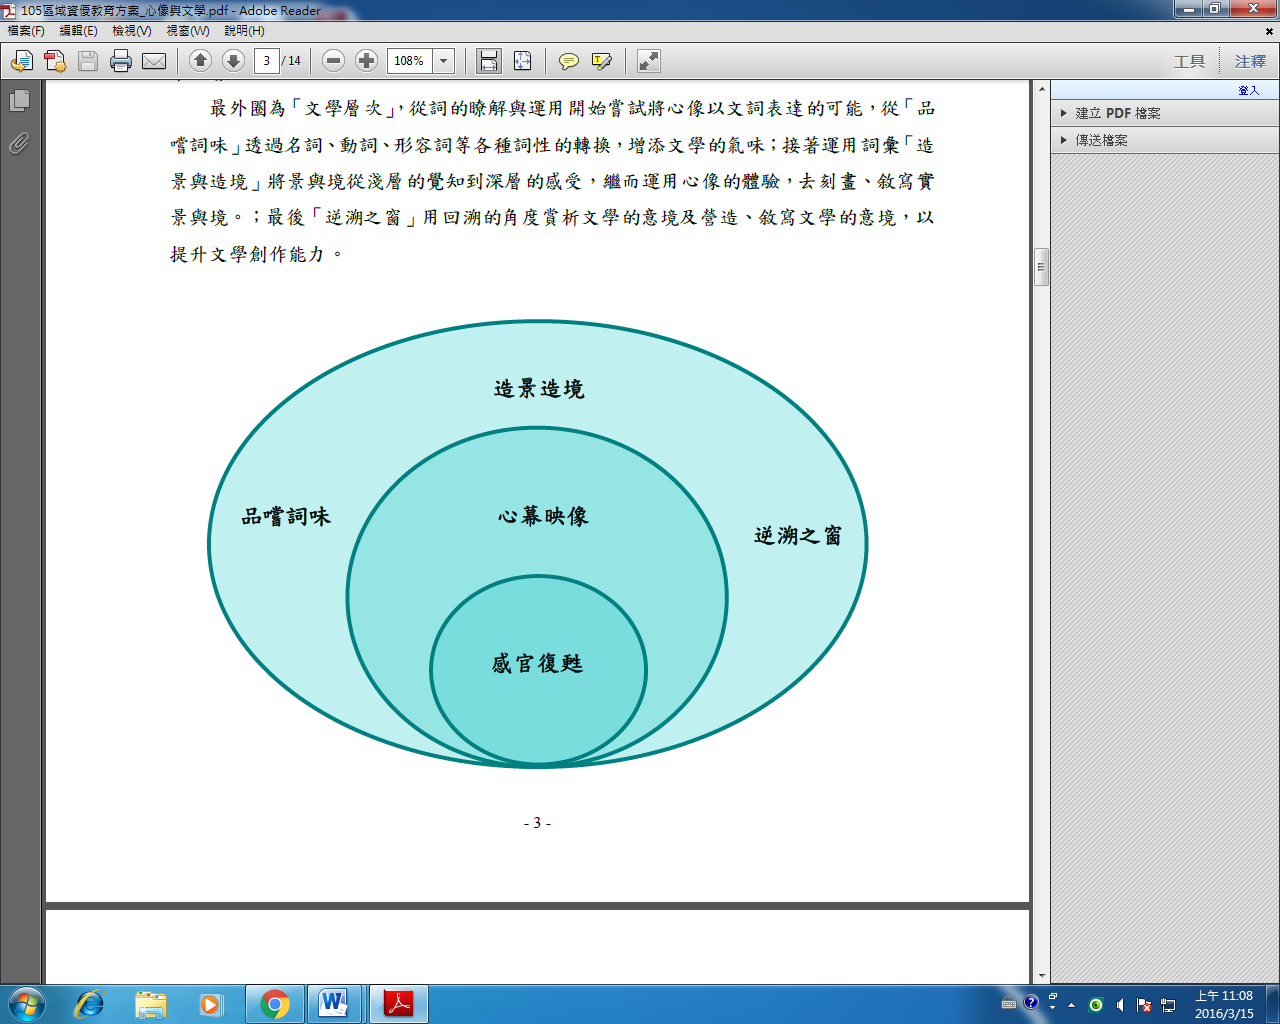 105區域資優教育方案_心像與文學.pdf - Adobe Reader
檔案(F) 編輯(E) 檢視(V) 視窗(W) 說明(H)
3 / 14 108% 工具 注釋
登入
建立 PDF 檔案
傳送檔案
最外圈為「文學層次」，從詞的瞭解與運用開始嘗試將心像以文詞表達的可能，從「品
嚐詞味」透過名詞、動詞、形容詞等各種詞性的轉換，增添文學的氣味；接著運用詞彙「造
景與造境」將景與境從淺層的覺知到深層的感受，繼而運用心像的體驗，去刻畫、敘寫實
景與境。；最後「逆溯之窗」用回溯的角度賞析文學的意境及營造、敘寫文學的意境，以
提升文學創作能力。
造景造境
品嚐詞味
心幕映像
逆溯之窗
感官復甦
- 3 -
上午 11:08
2016/3/15